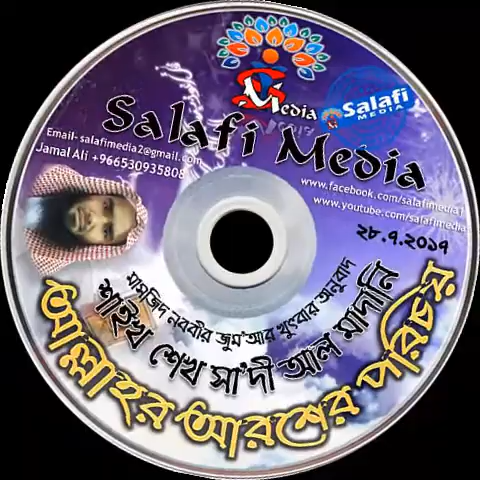 Media
Salafi
MEDIA
Salafi Media
Email- salafimedia2@gmail.com
Jamal Ali +966530935808
www.facebook.com/salafimedia1
www.youtube.com/salafimedia
২৮.৭.২০১৭
মাসজিদ নববীর জুম'আর খুৎবার অনুবাদ
শাইখ শেখ সা'দী আল মাদানি
আল্লাহর আরশের পরিচয়